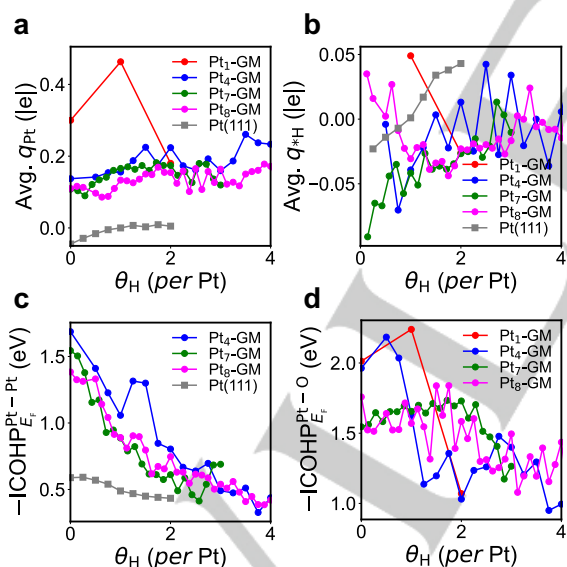 a
Avg. q_Pt (|e|)
0.4
0.2
0.0
Pt₁-GM
Pt₄-GM
Pt₇-GM
Pt₈-GM
Pt(111)
0
2
4
θ_H (per Pt)
b
Avg. q_*H (|e|)
0.05
0.00
−0.05
Pt₁-GM
Pt₄-GM
Pt₇-GM
Pt₈-GM
Pt(111)
0
2
4
θ_H (per Pt)
c
−ICOHP_{E_F}^{Pt−Pt} (eV)
1.5
1.0
0.5
Pt₄-GM
Pt₇-GM
Pt₈-GM
Pt(111)
0
2
4
θ_H (per Pt)
d
−ICOHP_{E_F}^{Pt−O} (eV)
2.0
1.5
1.0
Pt₁-GM
Pt₄-GM
Pt₇-GM
Pt₈-GM
0
2
4
θ_H (per Pt)